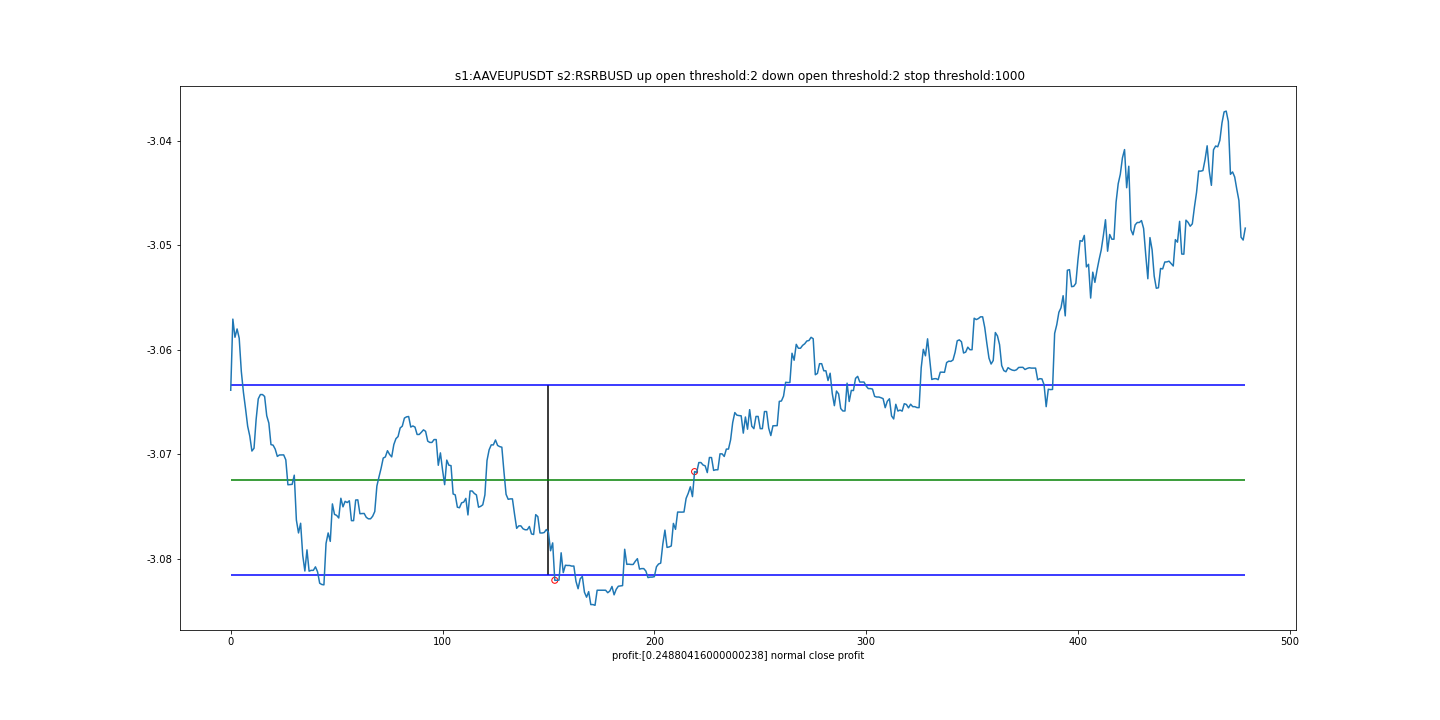 s1:AAVEUPUSDT s2:RSRBUSD up open threshold:2 down open threshold:2 stop threshold:1000
-3.04
-3.05
-3.06
-3.07
-3.08
0 100 200 300 400 500
profit:[0.24880416000000238] normal close profit